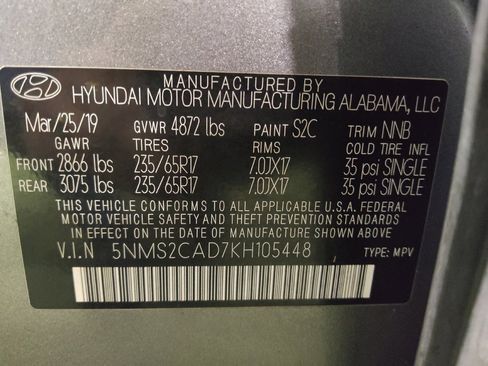 MANUFACTURED BY
HYUNDAI MOTOR MANUFACTURING ALABAMA, LLC
Mar/25/19 GVWR 4872 lbs PAINT S2C TRIM NNB
GAWR TIRES RIMS COLD TIRE INFL
FRONT 2866 lbs 235/65R17 7.0JX17 35 psi SINGLE
REAR 3075 lbs 235/65R17 7.0JX17 35 psi SINGLE
THIS VEHICLE CONFORMS TO ALL APPLICABLE U.S.A. FEDERAL
MOTOR VEHICLE SAFETY AND THEFT PREVENTION STANDARDS
IN EFFECT ON THE DATE OF MANUFACTURE SHOWN ABOVE.
V.I.N 5NMS2CAD7KH105448 TYPE: MPV